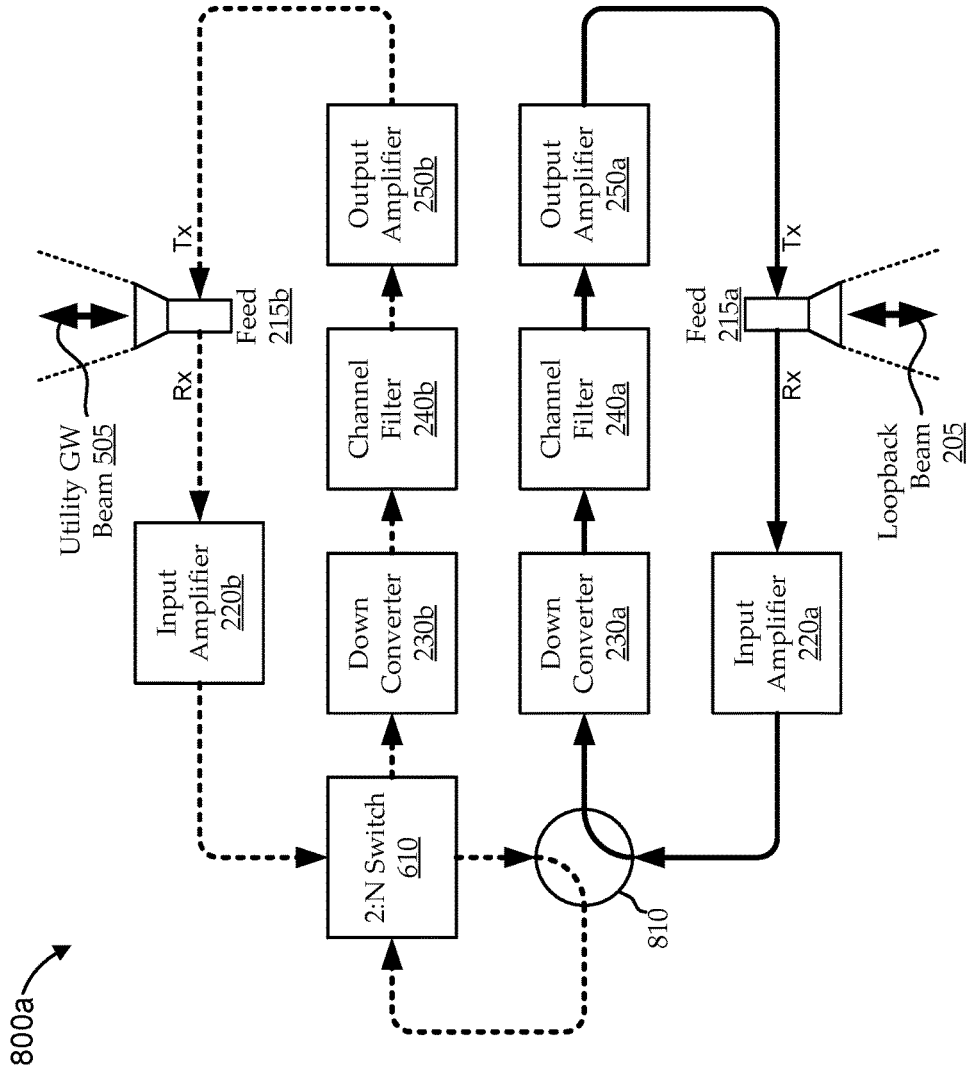 800a
Utility GW
Beam 505
Rx
Tx
Feed
215b
Input
Amplifier
220b
2:N Switch
610
Down
Converter
230b
Channel
Filter
240b
Output
Amplifier
250b
810
Down
Converter
230a
Channel
Filter
240a
Output
Amplifier
250a
Input
Amplifier
220a
Rx
Tx
Feed
215a
Loopback
Beam
205